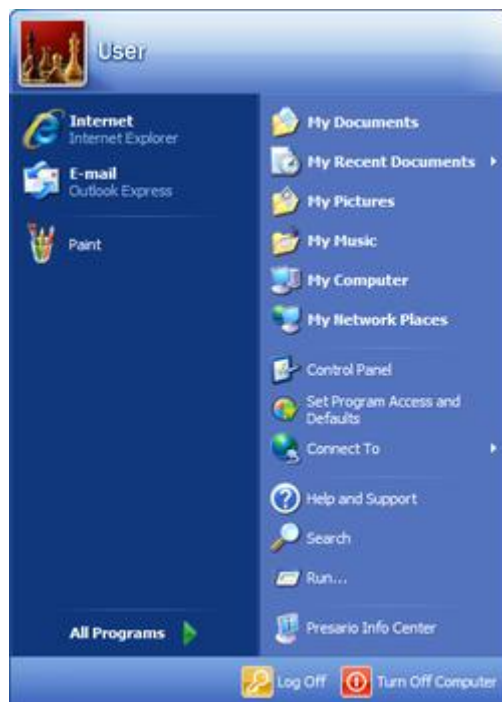 User
Internet
Internet Explorer
E-mail
Outlook Express
Paint
All Programs
My Documents
My Recent Documents
My Pictures
My Music
My Computer
My Network Places
Control Panel
Set Program Access and
Defaults
Connect To
Help and Support
Search
Run...
Presario Info Center
Log Off
Turn Off Computer